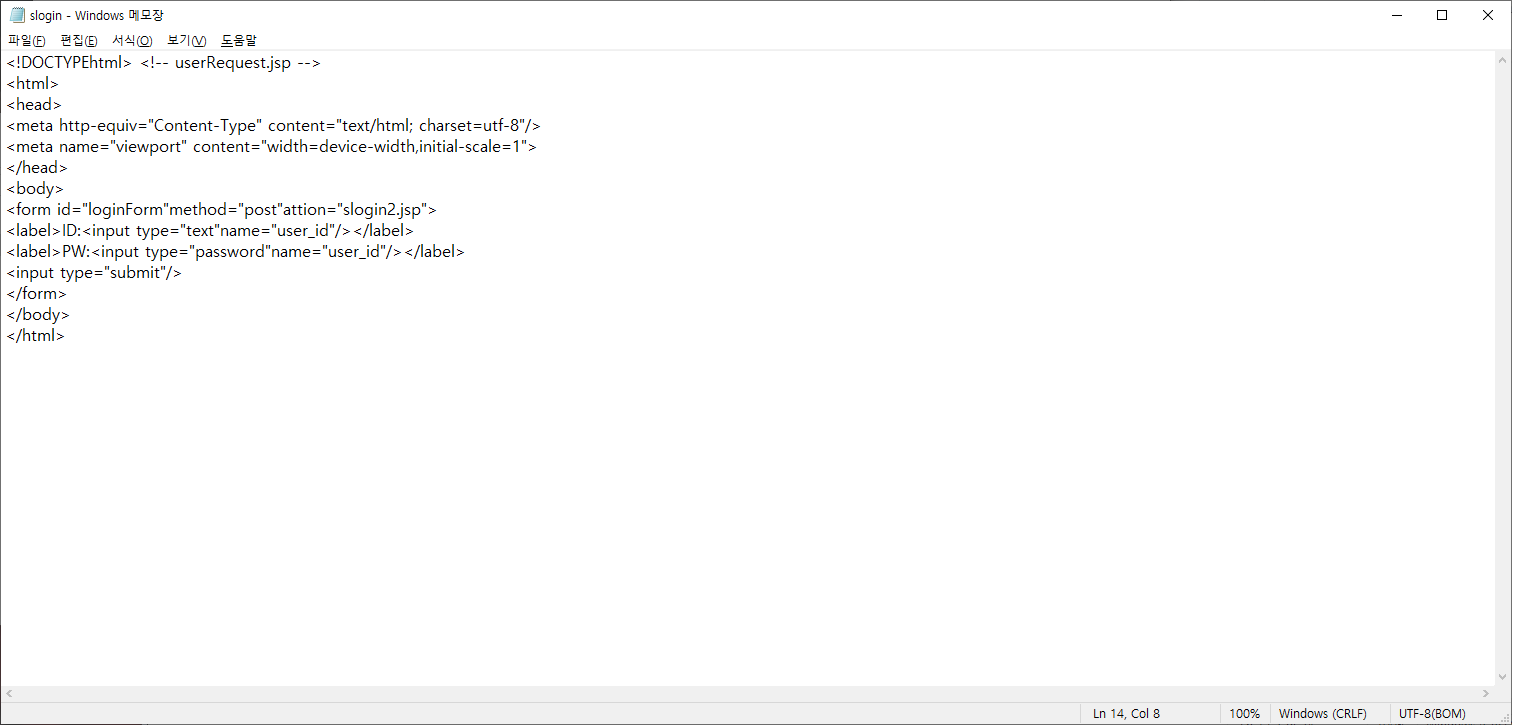 slogin - Windows 메모장
파일(F) 편집(E) 서식(O) 보기(V) 도움말
<!DOCTYPEhtml> <!-- userRequest.jsp -->
<html>
<head>
<meta http-equiv="Content-Type" content="text/html; charset=utf-8"/>
<meta name="viewport" content="width=device-width,initial-scale=1">
</head>
<body>
<form id="loginForm"method="post"attion="slogin2.jsp">
<label>ID:<input type="text"name="user_id"/></label>
<label>PW:<input type="password"name="user_id"/></label>
<input type="submit"/>
</form>
</body>
</html>
Ln 14, Col 8 100% Windows (CRLF) UTF-8(BOM)